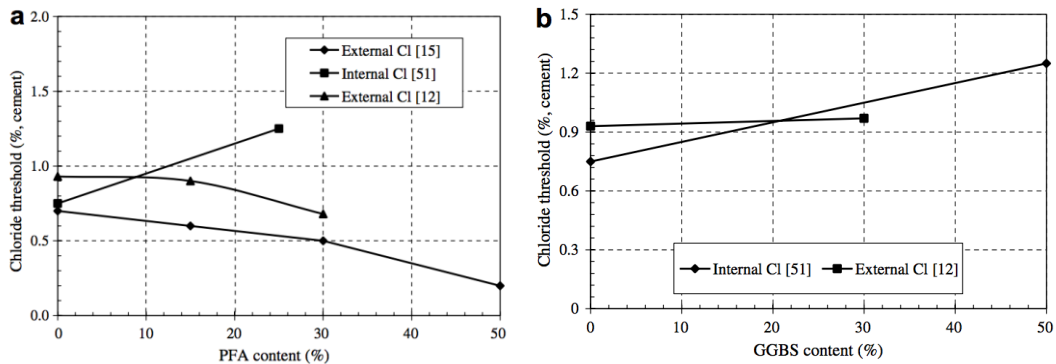 a
2.0
1.5
1.0
0.5
0.0
Chloride threshold (%, cement)
External Cl [15]
Internal Cl [51]
External Cl [12]
0 10 20 30 40 50
PFA content (%)
b
1.5
1.2
0.9
0.6
0.3
0
Chloride threshold (%, cement)
Internal Cl [51] External Cl [12]
0 10 20 30 40 50
GGBS content (%)